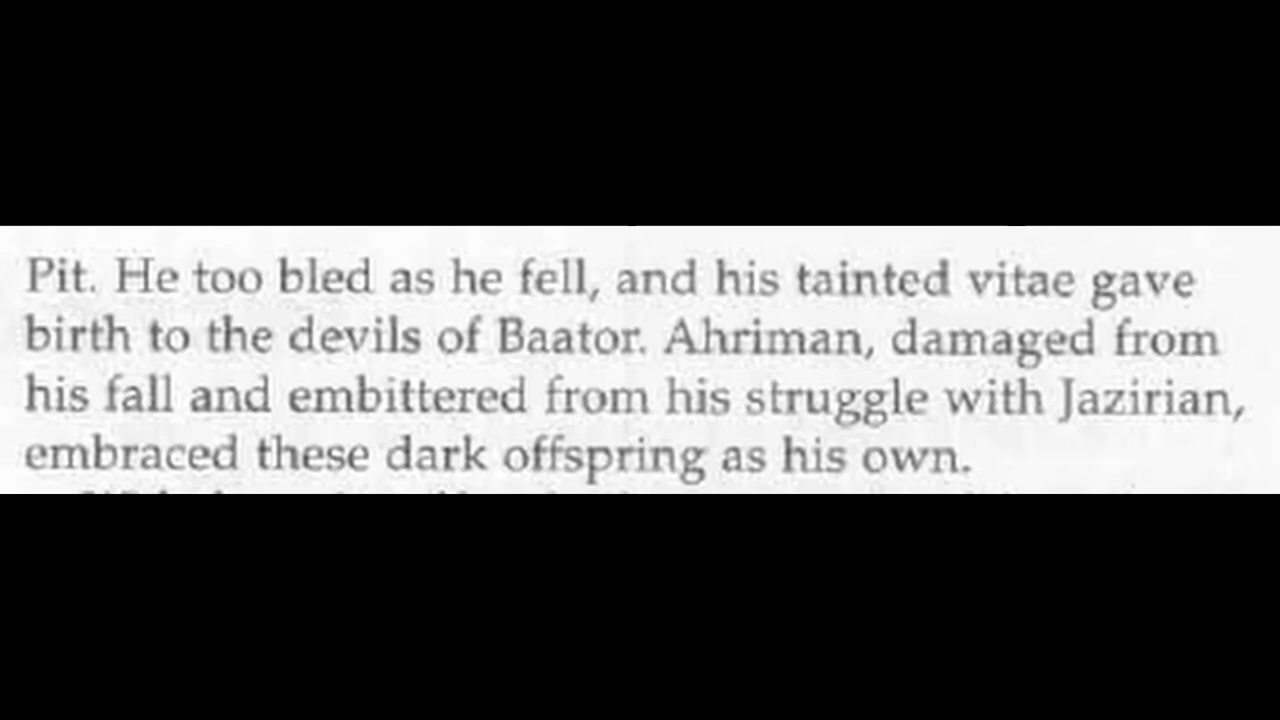 Pit. He too bled as he fell, and his tainted vitae gave
birth to the devils of Baator. Ahriman, damaged from
his fall and embittered from his struggle with Jazirian,
embraced these dark offspring as his own.